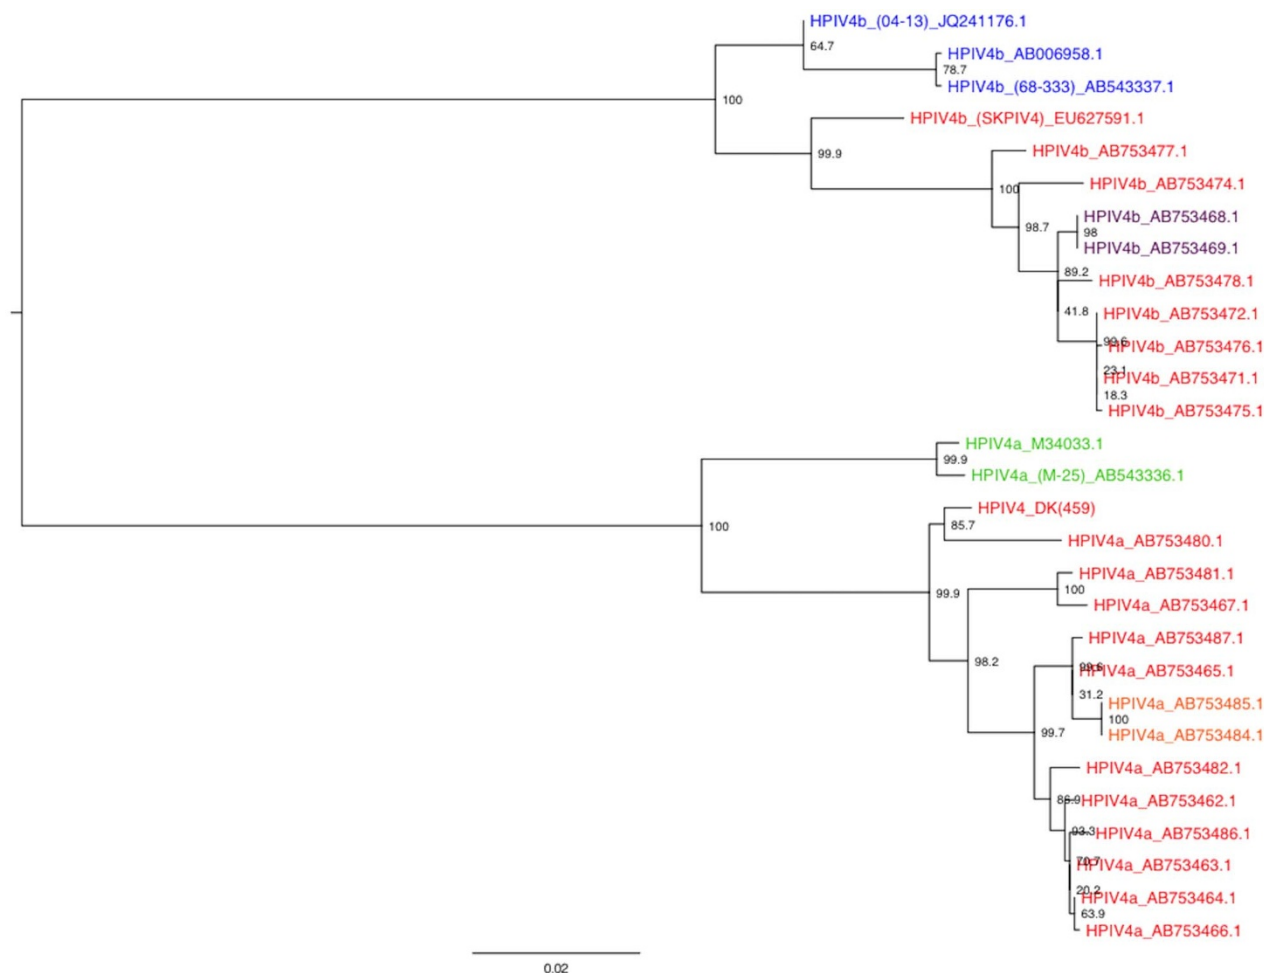 HPIV4b_(04-13)_JQ241176.1
64.7
HPIV4b_AB006958.1
78.7
HPIV4b_(68-333)_AB543337.1
100
HPIV4b_(SKPIV4)_EU627591.1
99.9
HPIV4b_AB753477.1
100
HPIV4b_AB753474.1
98.7
HPIV4b_AB753468.1
98
HPIV4b_AB753469.1
89.2
HPIV4b_AB753478.1
41.8
HPIV4b_AB753472.1
HPIV4b_AB753476.1
23.1
HPIV4b_AB753471.1
18.3
HPIV4b_AB753475.1
HPIV4a_M34033.1
99.9
HPIV4a_(M-25)_AB543336.1
HPIV4_DK(459)
85.7
100
HPIV4a_AB753480.1
HPIV4a_AB753481.1
100
99.9
HPIV4a_AB753467.1
HPIV4a_AB753487.1
98.2
HPIV4a_AB753465.1
31.2
HPIV4a_AB753485.1
100
99.7
HPIV4a_AB753484.1
HPIV4a_AB753482.1
HPIV4a_AB753462.1
93.3
HPIV4a_AB753486.1
HPIV4a_AB753463.1
20.2
HPIV4a_AB753464.1
63.9
HPIV4a_AB753466.1
0.02